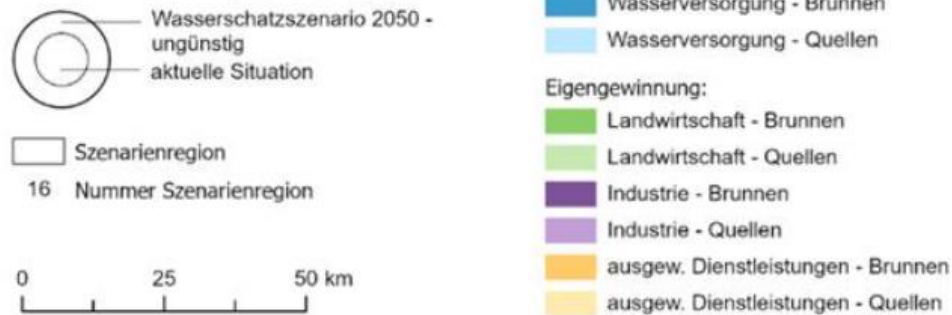 Wasserschatzszenario 2050 -
ungünstig
aktuelle Situation
Szenarienregion
16 Nummer Szenarienregion
0 25 50 km
Wasserversorgung - Brunnen
Wasserversorgung - Quellen
Eigengewinnung:
Landwirtschaft - Brunnen
Landwirtschaft - Quellen
Industrie - Brunnen
Industrie - Quellen
ausgew. Dienstleistungen - Brunnen
ausgew. Dienstleistungen - Quellen